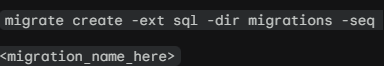 migrate create -ext sql -dir migrations -seq
<migration_name_here>